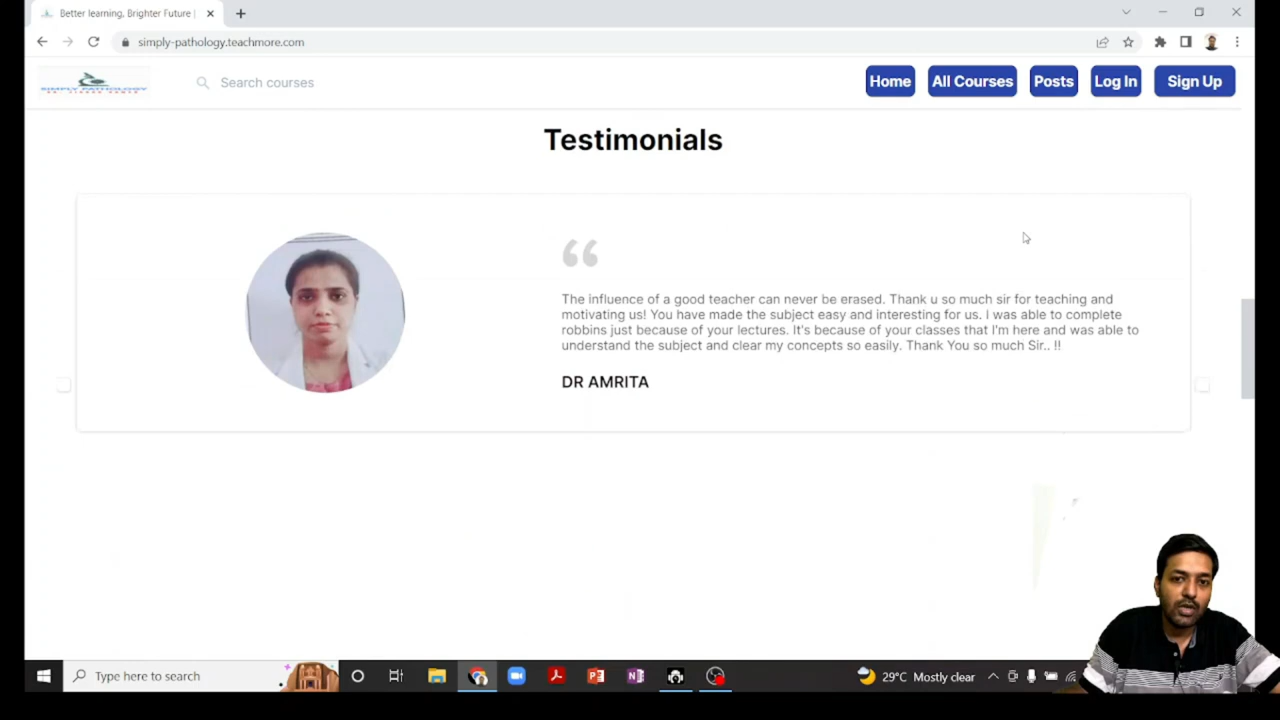 Better learning, Brighter Future |
simply-pathology.teachmore.com
SIMPLY PATHOLOGY
Search courses
Home
All Courses
Posts
Log In
Sign Up
Testimonials
“
The influence of a good teacher can never be erased. Thank u so much sir for teaching and
motivating us! You have made the subject easy and interesting for us. I was able to complete
robbins just because of your lectures. It's because of your classes that I'm here and was able to
understand the subject and clear my concepts so easily. Thank You so much Sir.. !!
DR AMRITA
Type here to search
29°C Mostly clear